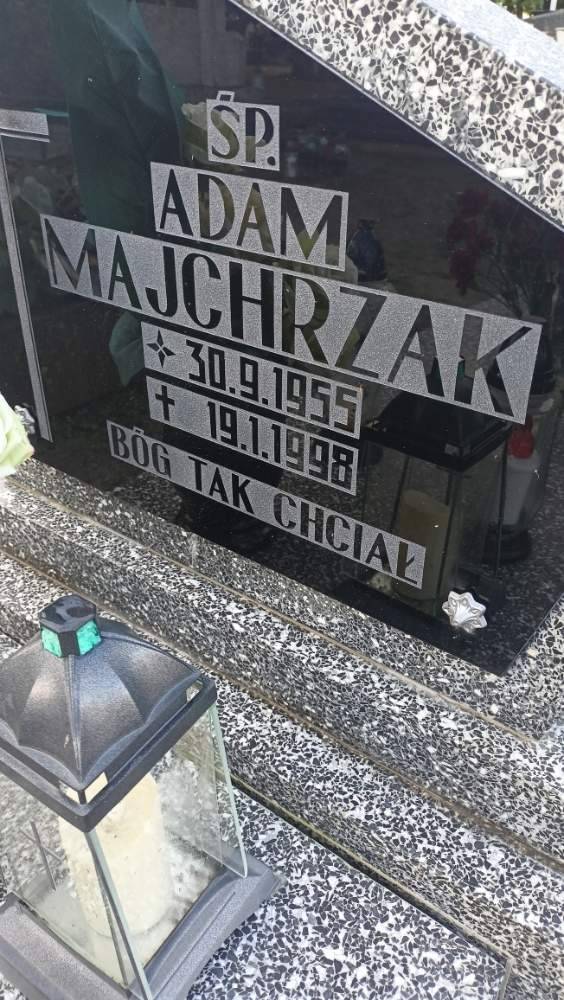 ŚP.
ADAM
MAJCHRZAK
30.9.1955
† 19.1.1998
BÓG TAK CHCIAŁ